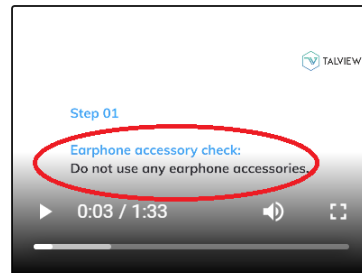 TALVIEW
Step 01
Earphone accessory check:
Do not use any earphone accessories.
0:03 / 1:33